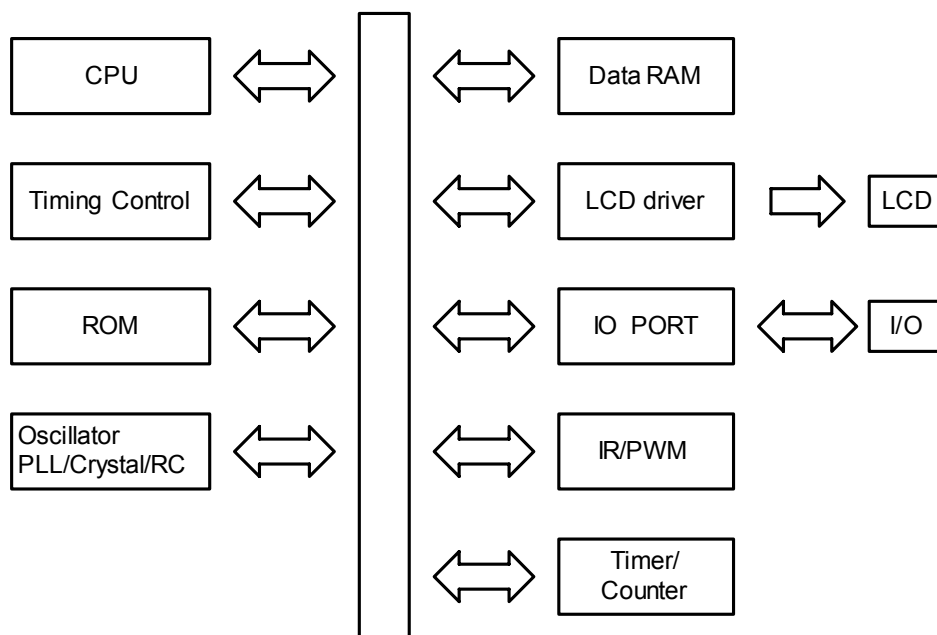 CPU
Data RAM
Timing Control
LCD driver
LCD
ROM
IO PORT
I/O
Oscillator
PLL/Crystal/RC
IR/PWM
Timer/
Counter